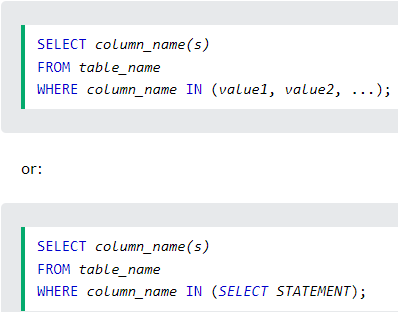 SELECT column_name(s)
FROM table_name
WHERE column_name IN (value1, value2, ...);
or:
SELECT column_name(s)
FROM table_name
WHERE column_name IN (SELECT STATEMENT);